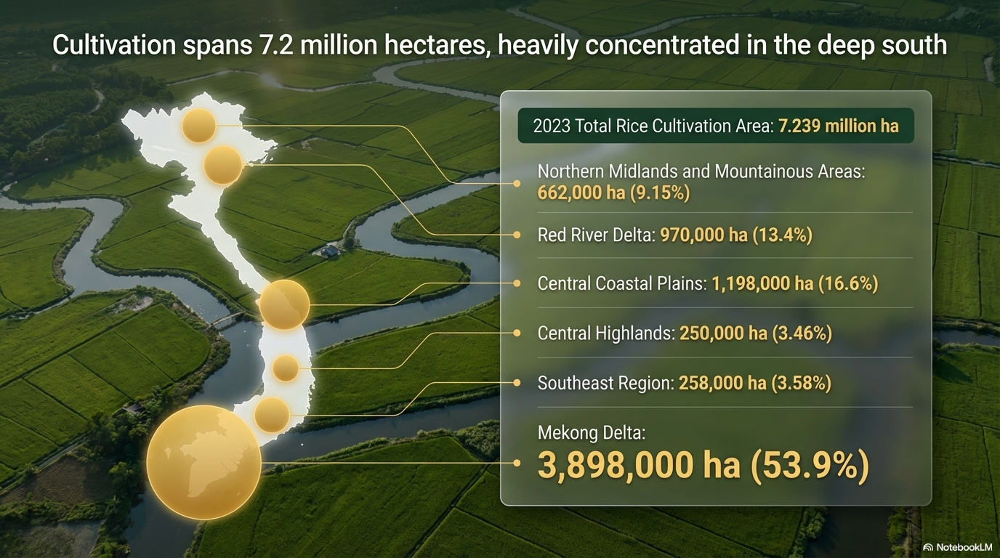 Cultivation spans 7.2 million hectares, heavily concentrated in the deep south
2023 Total Rice Cultivation Area: 7.239 million ha
Northern Midlands and Mountainous Areas:
662,000 ha (9.15%)
Red River Delta: 970,000 ha (13.4%)
Central Coastal Plains: 1,198,000 ha (16.6%)
Central Highlands: 250,000 ha (3.46%)
Southeast Region: 258,000 ha (3.58%)
Mekong Delta:
3,898,000 ha (53.9%)
NotebookLM